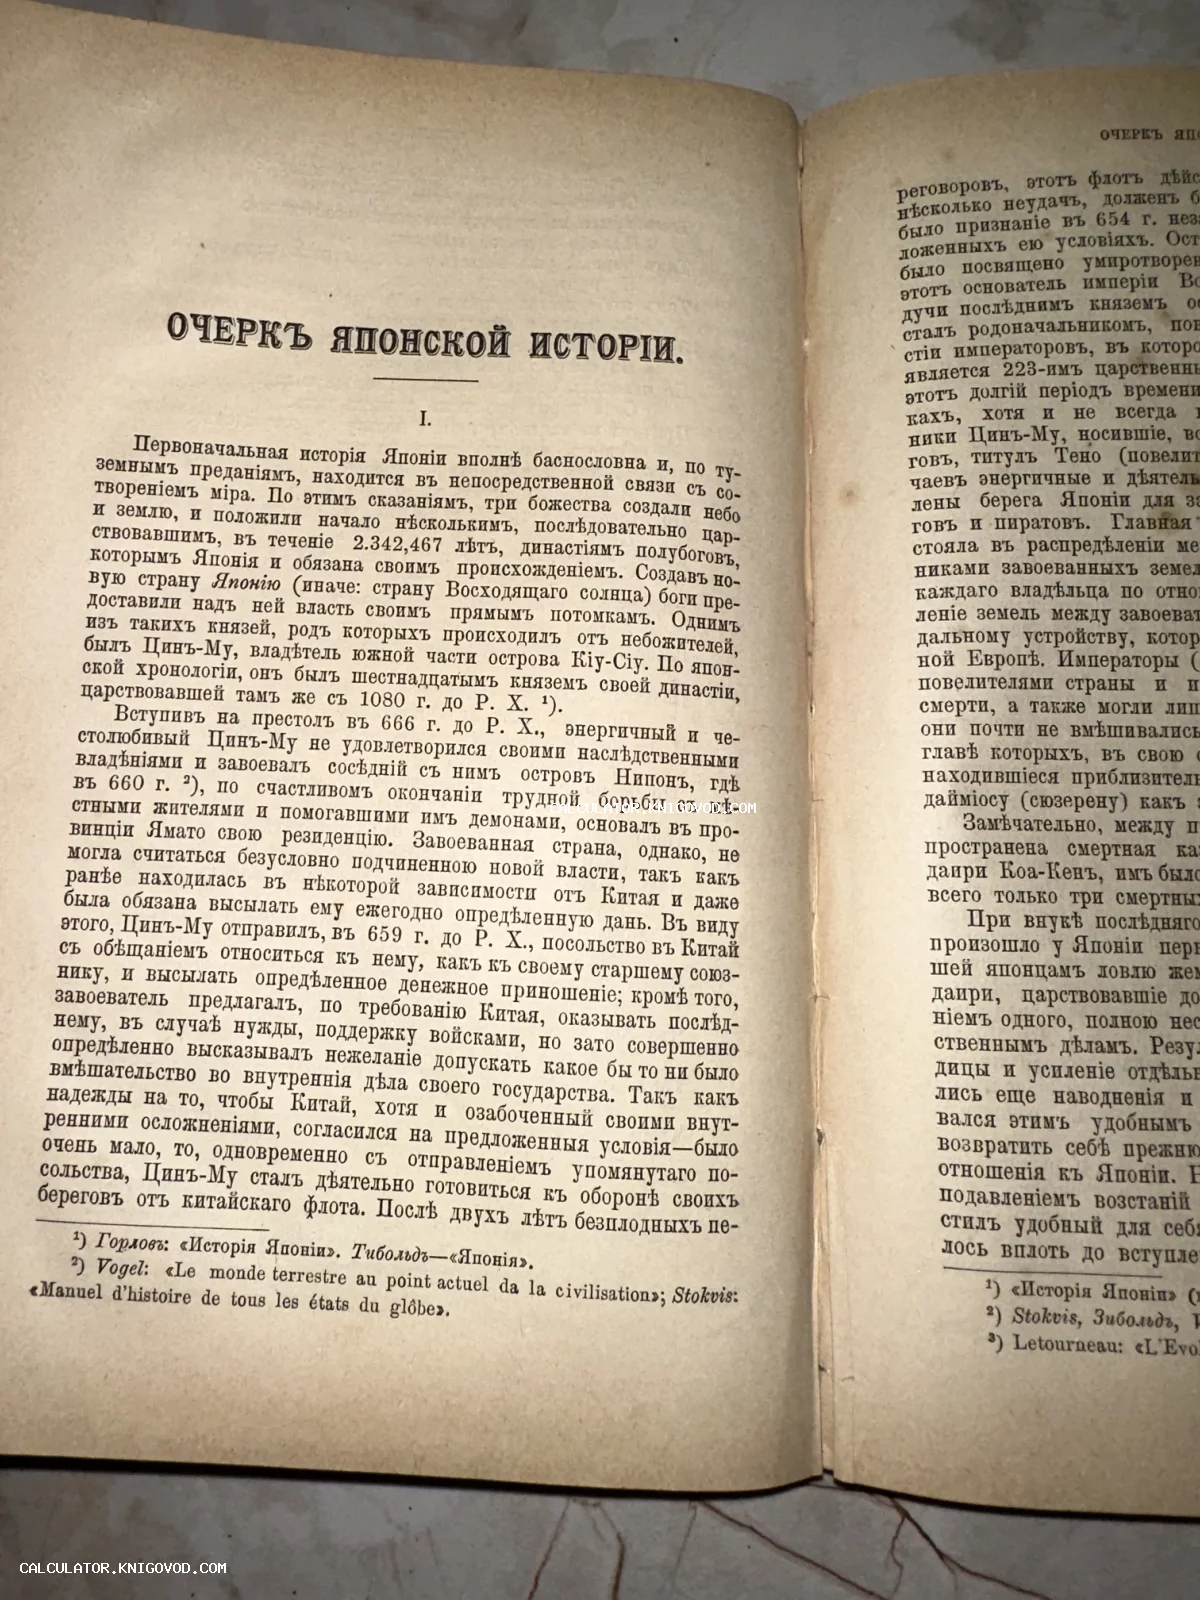 ОЧЕРКЪ ЯПОНСКОЙ ИСТОРІИ.
I.
Первоначальная исторія Японіи вполнѣ баснословна и, по ту-
земнымъ преданіямъ, находится въ непосредственной связи съ со-
твореніемъ міра. По этимъ сказаніямъ, три божества создали небо
и землю, и положили начало нѣсколькимъ, послѣдовательно цар-
ствовавшимъ, въ теченіе 2.342,467 лѣтъ, династіямъ полубоговъ,
которымъ Японія и обязана своимъ происхожденіемъ. Создавъ но-
вую страну Японію (иначе: страну Восходящаго солнца) боги пре-
доставили надъ ней власть своимъ прямымъ потомкамъ. Однимъ
изъ такихъ князей, родъ которыхъ происходилъ отъ небожителей,
былъ Цинъ-Му, владѣтель южной части острова Кіу-Сіу. По япон-
ской хронологіи, онъ былъ шестнадцатымъ княземъ своей династіи,
царствовавшей тамъ же съ 1080 г. до Р. Х. ¹).
Вступивъ на престолъ въ 666 г. до Р. Х., энергичный и че-
столюбивый Цинъ-Му не удовлетворился своими наслѣдственными
владѣніями и завоевалъ сосѣдній съ нимъ островъ Нипонъ, гдѣ
въ 660 г. ²), по счастливомъ окончаніи трудной борьбы съ мѣ-
стными жителями и помогавшими имъ демонами, основалъ въ про-
винціи Ямато свою резиденцію. Завоеванная страна, однако, не
могла считаться безусловно подчиненною новой власти, такъ какъ
ранѣе находилась въ нѣкоторой зависимости отъ Китая и даже
была обязана высылать ему ежегодно опредѣленную дань. Въ виду
этого, Цинъ-Му отправилъ, въ 659 г. до Р. Х., посольство въ Китай
съ обѣщаніемъ относиться къ нему, какъ къ своему старшему союз-
нику, и высылать опредѣленное денежное приношеніе; кромѣ того,
завоеватель предлагалъ, по требованію Китая, оказывать послѣд-
нему, въ случаѣ нужды, поддержку войсками, но зато совершенно
опредѣленно высказывалъ нежеланіе допускать какое бы то ни было
вмѣшательство во внутреннія дѣла своего государства. Такъ какъ
надежды на то, чтобы Китай, хотя и озабоченный своими внут-
ренними осложненіями, согласился на предложенныя условія—было
очень мало, то, одновременно съ отправленіемъ упомянутаго по-
сольства, Цинъ-Му сталъ дѣятельно готовиться къ оборонѣ своихъ
береговъ отъ китайскаго флота. Послѣ двухъ лѣтъ безплодныхъ пе-
¹) Горловъ: «Исторія Японіи». Тибольдъ—«Японія».
²) Vogel: «Le monde terrestre au point actuel da la civilisation»; Stokvis:
«Manuel d'histoire de tous les états du glôbe».
ОЧЕРКЪ
реговоровъ, этотъ флотъ
нѣсколько неудачъ, долженъ
было признаніе въ 654 г.
ложенныхъ ею условіяхъ.
было посвящено
этотъ основатель имперіи
дучи послѣднимъ княземъ
сталъ родоначальникомъ,
стіи императоровъ, въ
является 223-имъ
этотъ долгій періодъ времени
кахъ, хотя и не всегда
ники Цинъ-Му, носившіе,
говъ, титулъ Тено
чаевъ энергичные и
лены берега Японіи для
говъ и пиратовъ. Главная
стояла въ распредѣленіи
никами завоеванныхъ
каждаго владѣльца по
леніе земель между
дальному устройству,
ной Европѣ. Императоры
повелителями страны и
смерти, а также могли
они почти не вмѣшивались
главѣ которыхъ, въ свою
находившіеся
дайміосу (сюзерену) какъ
Замѣчательно, между
пространена смертная
даири Коа-Кенъ, имъ
всего только три
При внукѣ
произошло у Японіи
шей японцамъ ловлю
даири, царствовавшіе
ніемъ одного, полною
ственнымъ дѣламъ.
дицы и усиленіе
лись еще наводненія и
вался этимъ удобнымъ
возвратить себѣ
отношенія къ Японіи.
подавленіемъ возстаній
стилъ удобный для
лось вплоть до
¹) «Исторія Японіи»
²) Stokvis, Зибольдъ,
³) Letourneau:
CALCULATOR.KNIGOVOD.COM
CALCULATOR.KNIGOVOD.COM